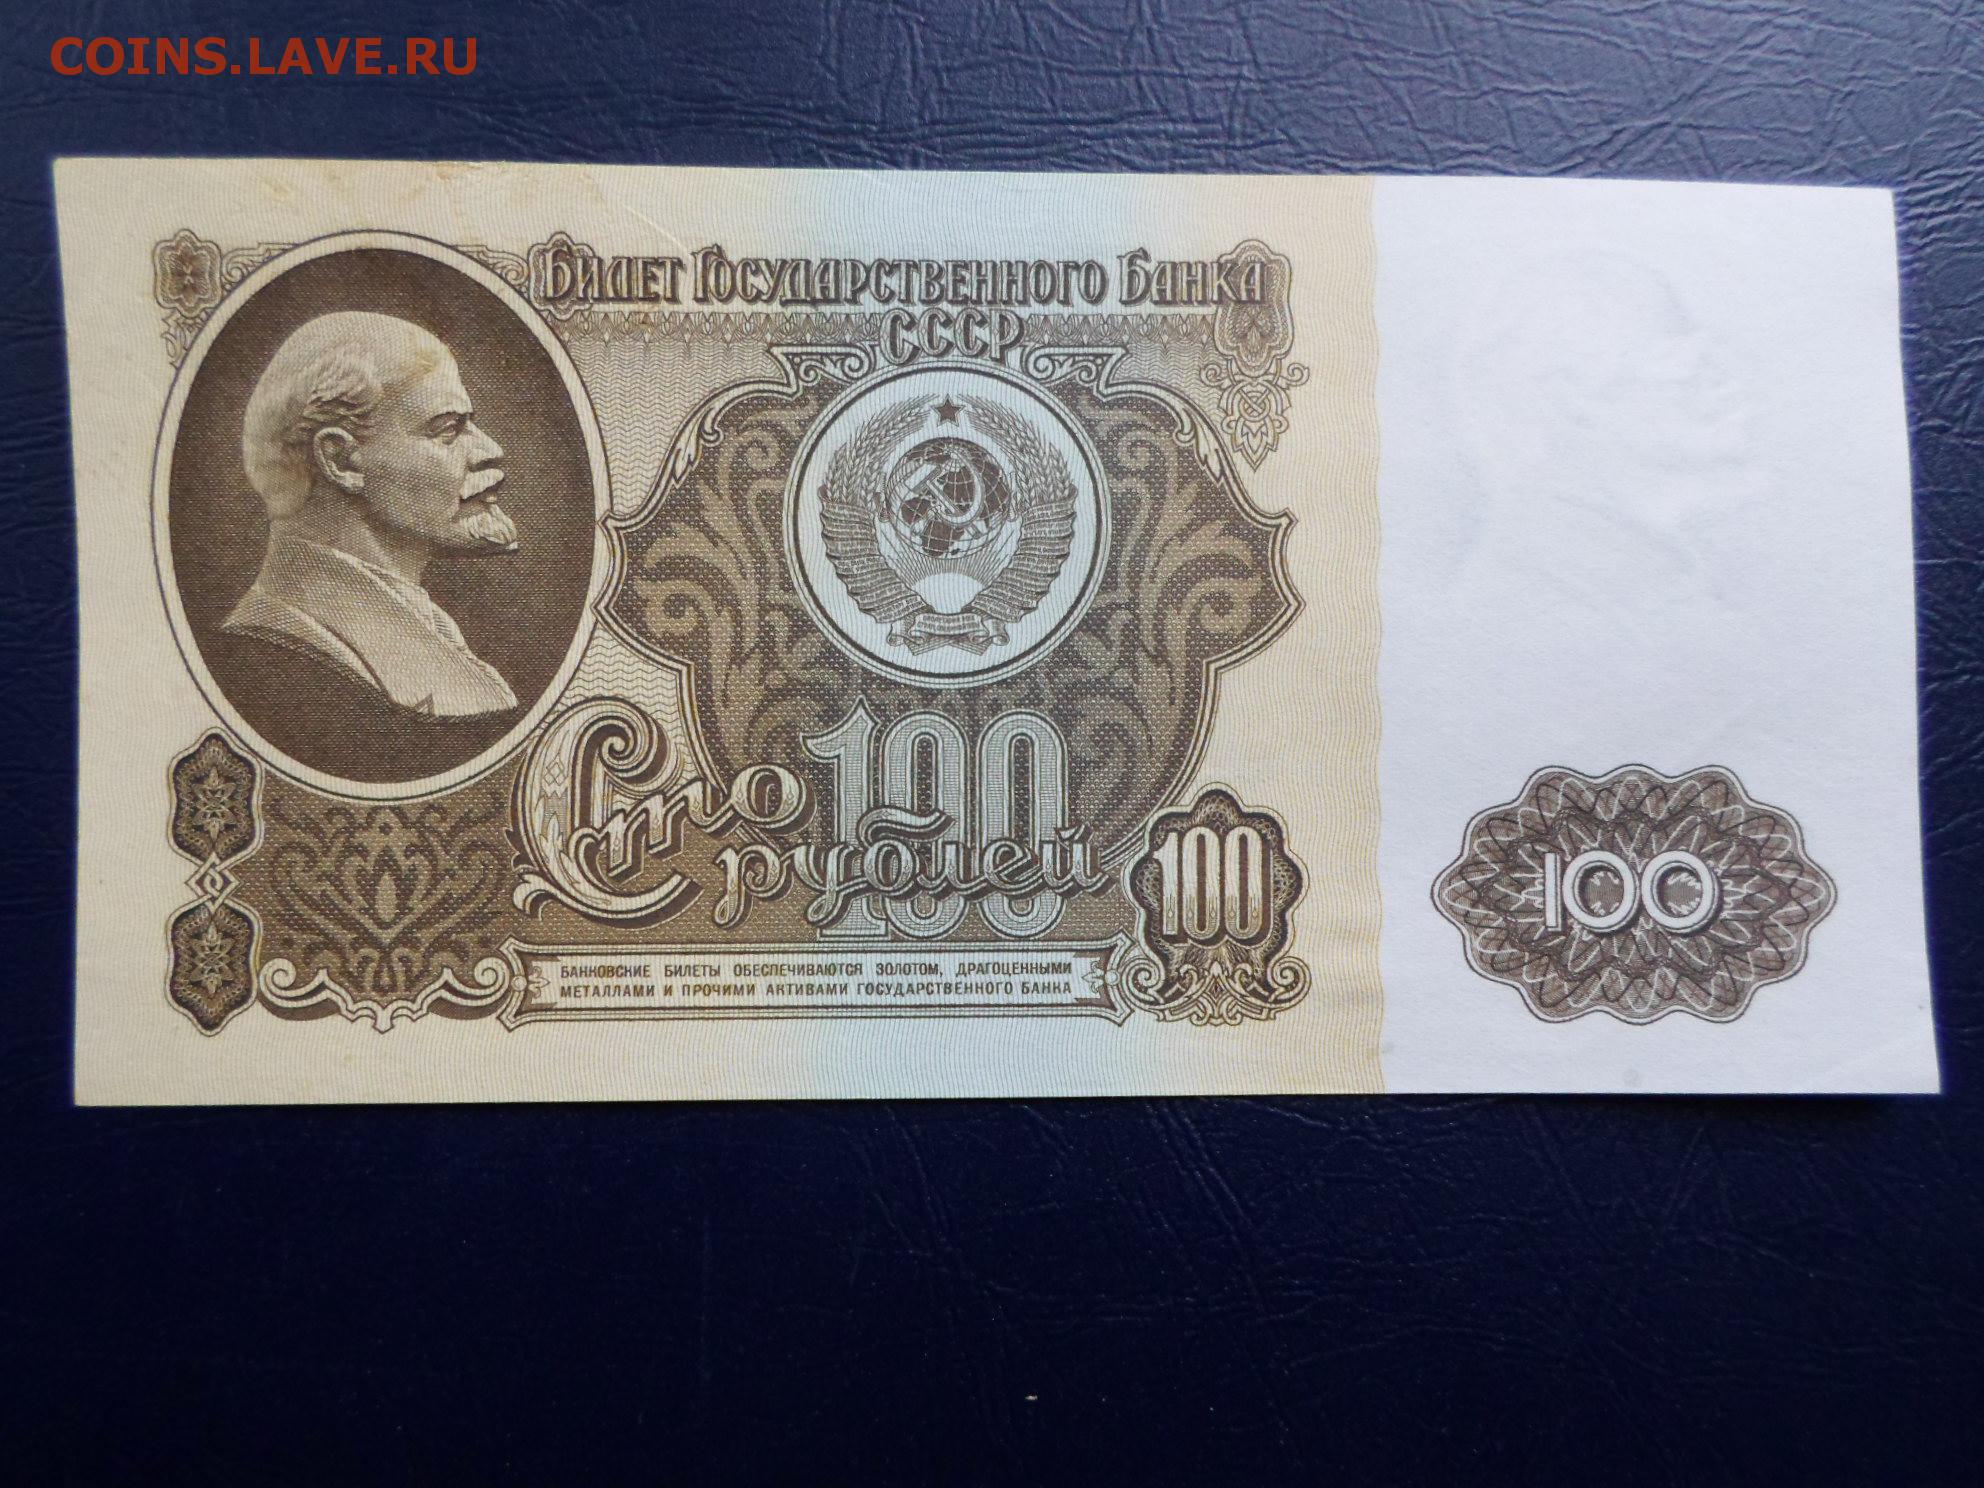 COINS.LAVE.RU
Билет Государственного Банка
СССР
100
Сто
рублей
100
100
БАНКОВСКИЕ БИЛЕТЫ ОБЕСПЕЧИВАЮТСЯ ЗОЛОТОМ, ДРАГОЦЕННЫМИ
МЕТАЛЛАМИ И ПРОЧИМИ АКТИВАМИ ГОСУДАРСТВЕННОГО БАНКА